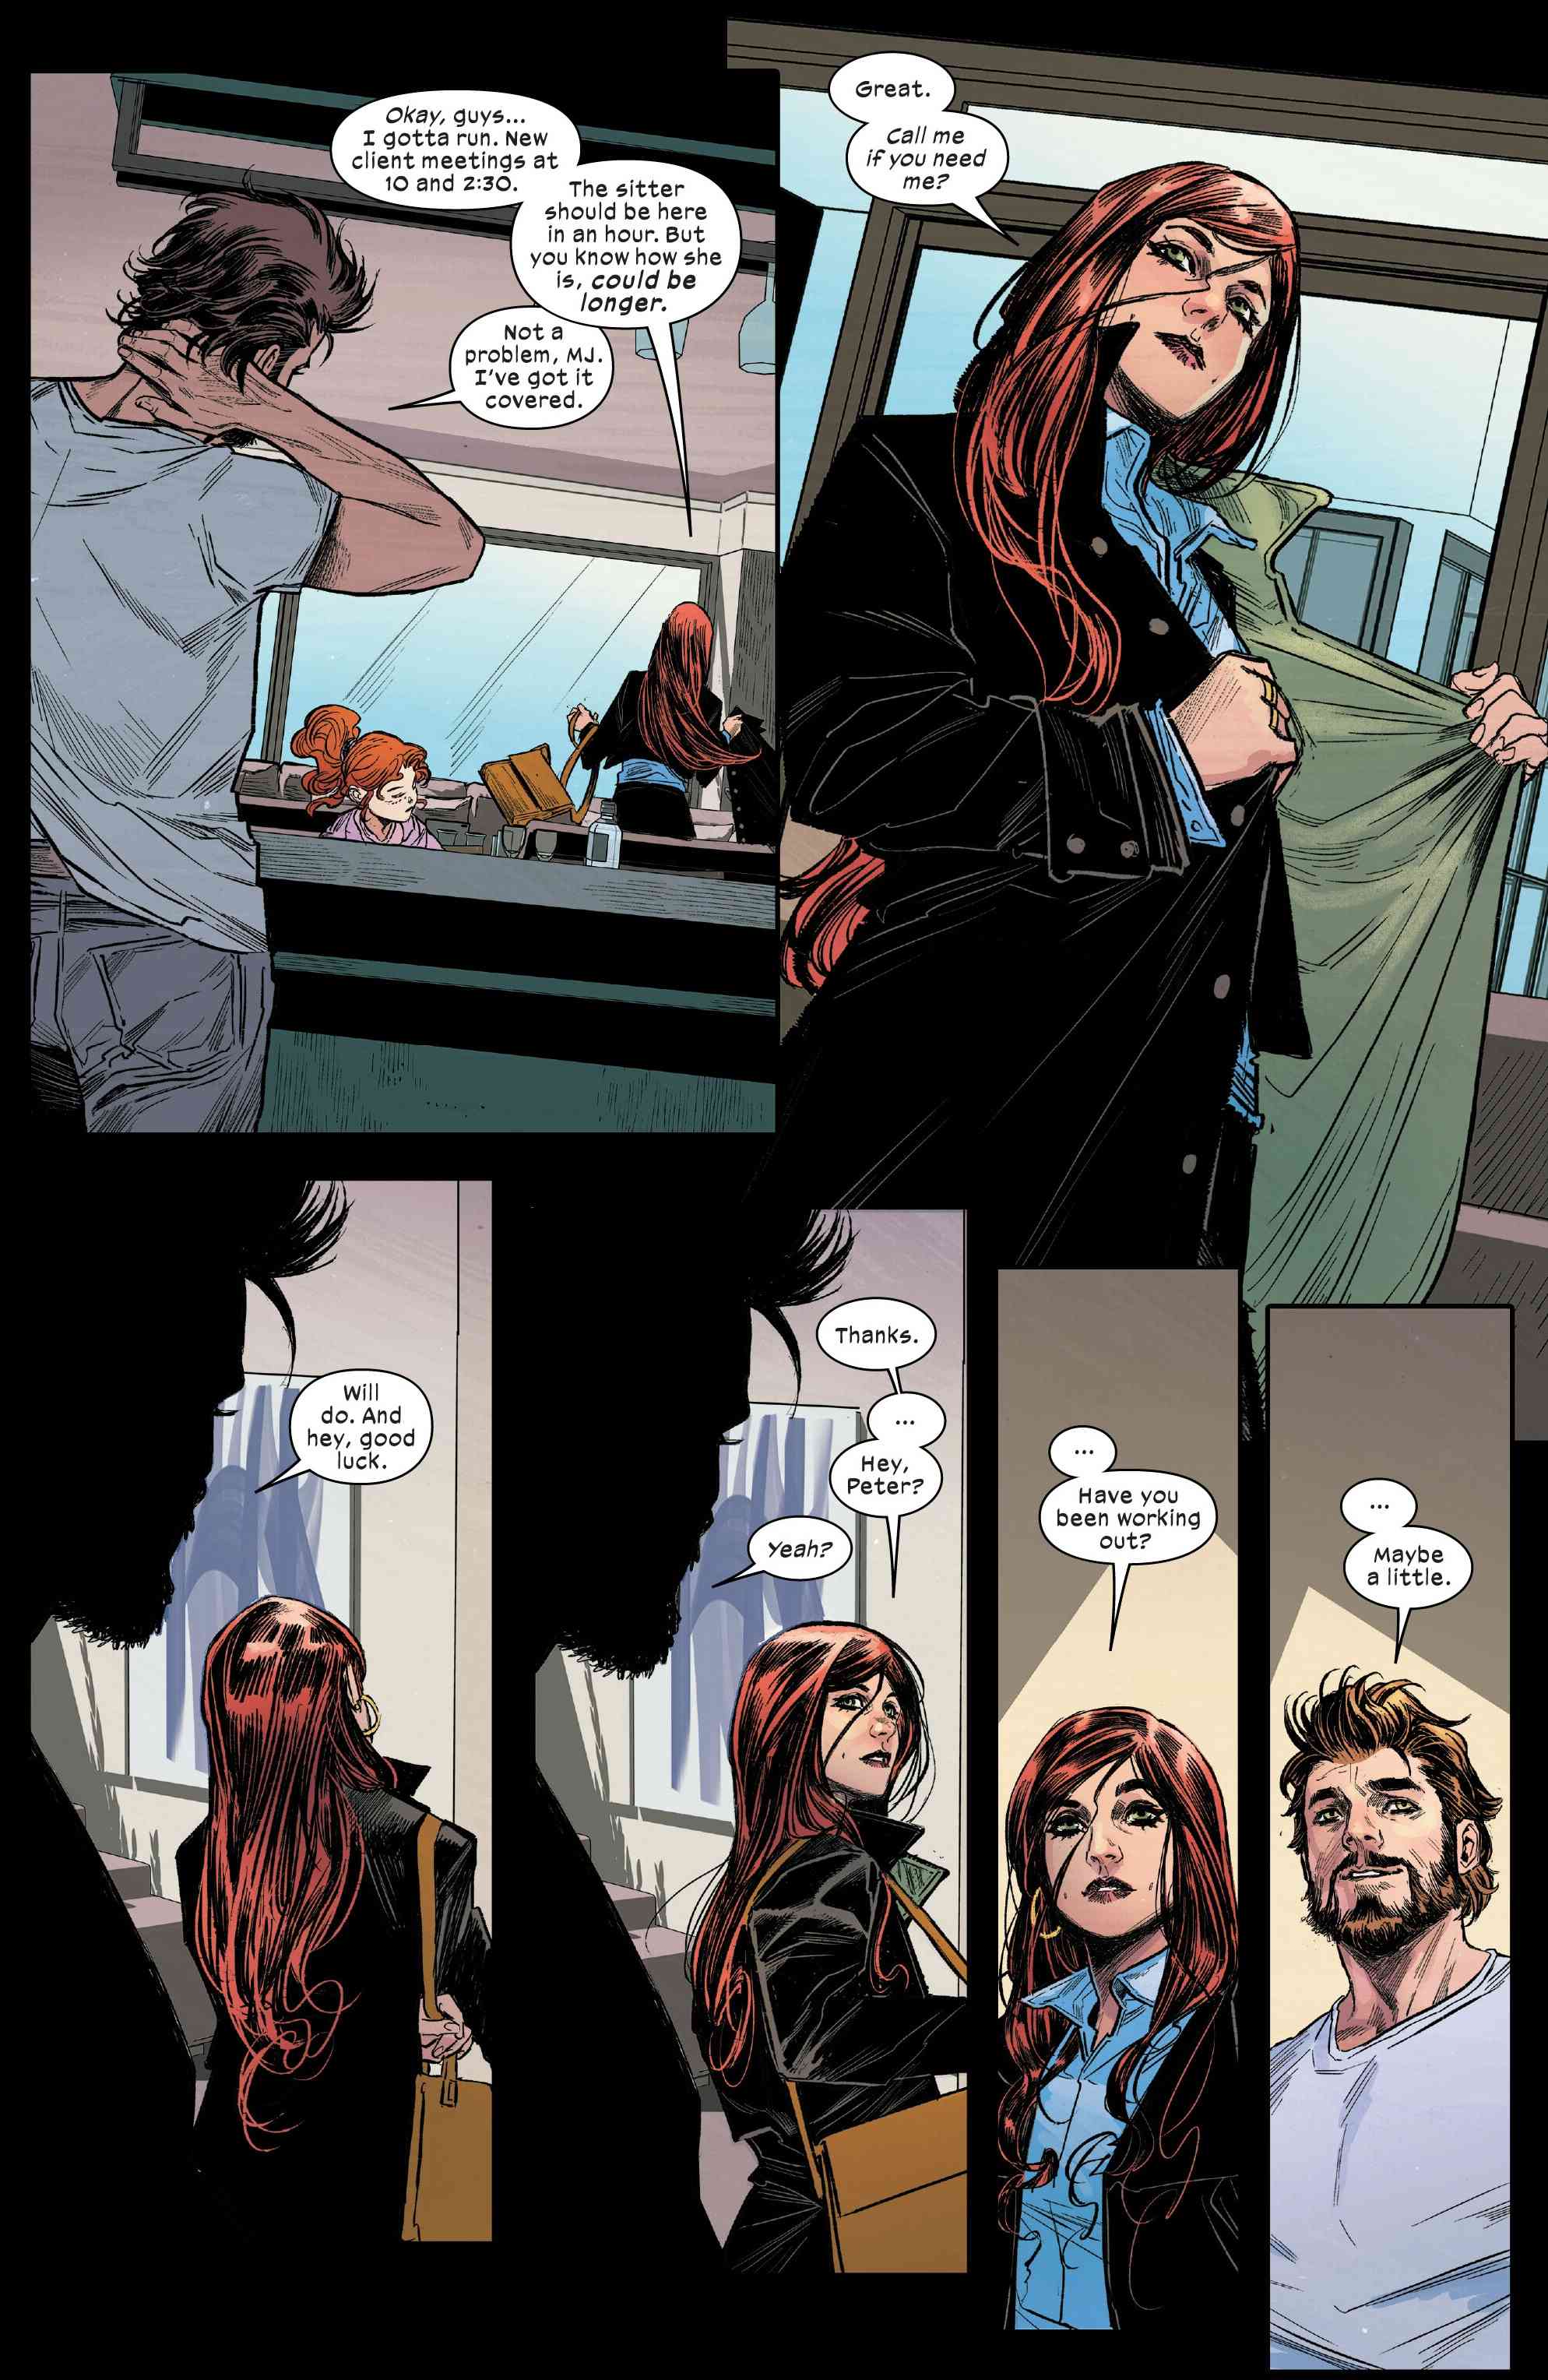 Okay, guys...
I gotta run. New
client meetings at
10 and 2:30.
The sitter
should be here
in an hour. But
you know how she
is, could be
longer.
Not a
problem, MJ.
I've got it
covered.
Great.
Call me
if you need
me?
Will
do. And
hey, good
luck.
Thanks.
...
Hey,
Peter?
Yeah?
...
Have you
been working
out?
...
Maybe
a little.